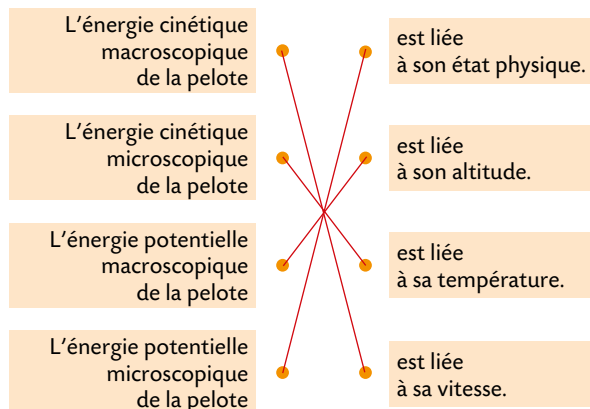 L’énergie cinétique
macroscopique
de la pelote
est liée
à son état physique.
L’énergie cinétique
microscopique
de la pelote
est liée
à son altitude.
L’énergie potentielle
macroscopique
de la pelote
est liée
à sa température.
L’énergie potentielle
microscopique
de la pelote
est liée
à sa vitesse.